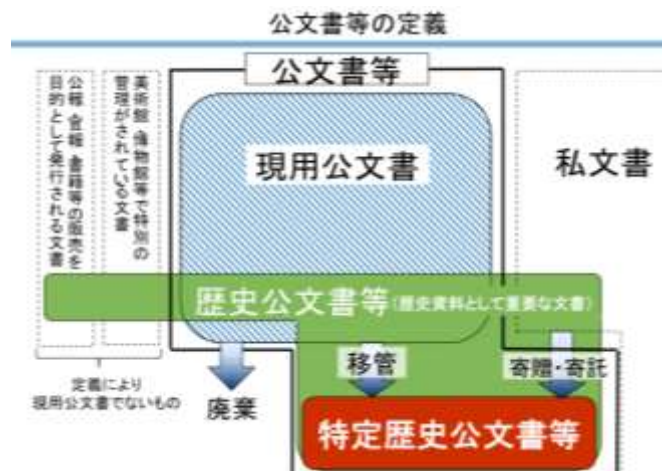 公文書等の定義
公文書等
公報、官報、書籍等の販売を
目的として発行される文書
美術館、博物館等で特別の
管理がされている文書
現用公文書
私文書
歴史公文書等(歴史資料として重要な文書)
定義により
現用公文書でないもの
廃棄
移管
寄贈・寄託
特定歴史公文書等